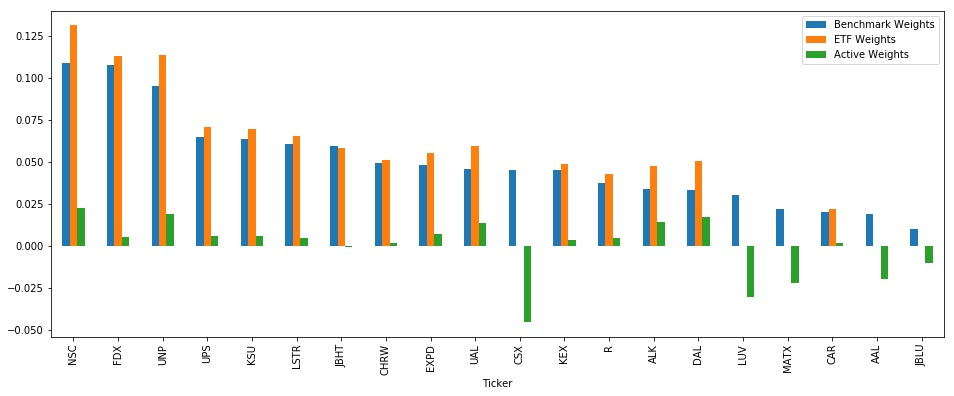 Benchmark Weights
ETF Weights
Active Weights
0.125
0.100
0.075
0.050
0.025
0.000
−0.025
−0.050
NSC
FDX
UNP
UPS
KSU
LSTR
JBHT
CHRW
EXPD
UAL
CSX
KEX
R
ALK
DAL
LUV
MATX
CAR
AAL
JBLU
Ticker